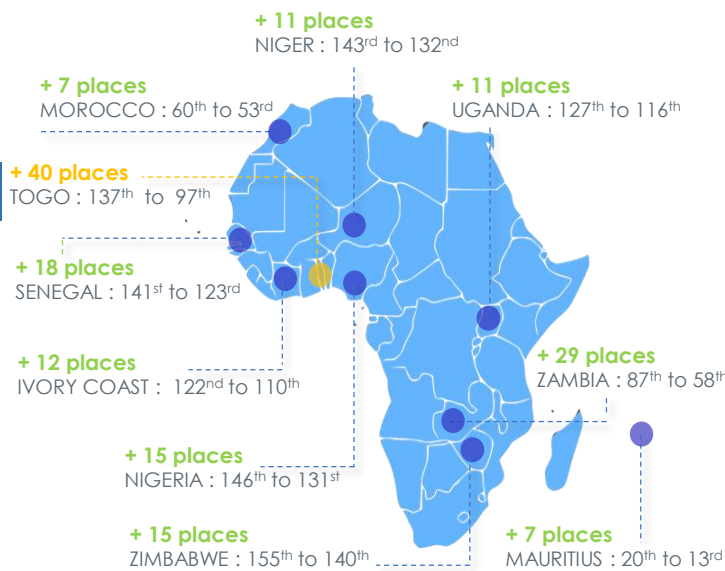 + 11 places
NIGER : 143rd to 132nd
+ 7 places
MOROCCO : 60th to 53rd
+ 11 places
UGANDA : 127th to 116th
+ 40 places
TOGO : 137th to 97th
+ 18 places
SENEGAL : 141st to 123rd
+ 12 places
IVORY COAST : 122nd to 110th
+ 29 places
ZAMBIA : 87th to 58th
+ 15 places
NIGERIA : 146th to 131st
+ 15 places
ZIMBABWE : 155th to 140th
+ 7 places
MAURITIUS : 20th to 13rd